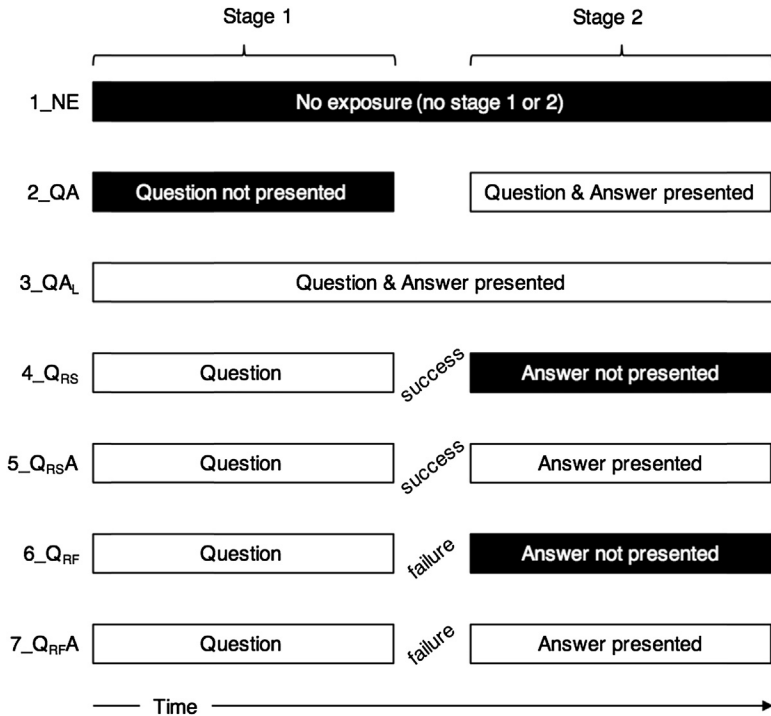 Stage 1 Stage 2
1_NE No exposure (no stage 1 or 2)
2_QA Question not presented Question & Answer presented
3_QAL Question & Answer presented
4_QRS Question success Answer not presented
5_QRSA Question success Answer presented
6_QRF Question failure Answer not presented
7_QRFA Question failure Answer presented
Time